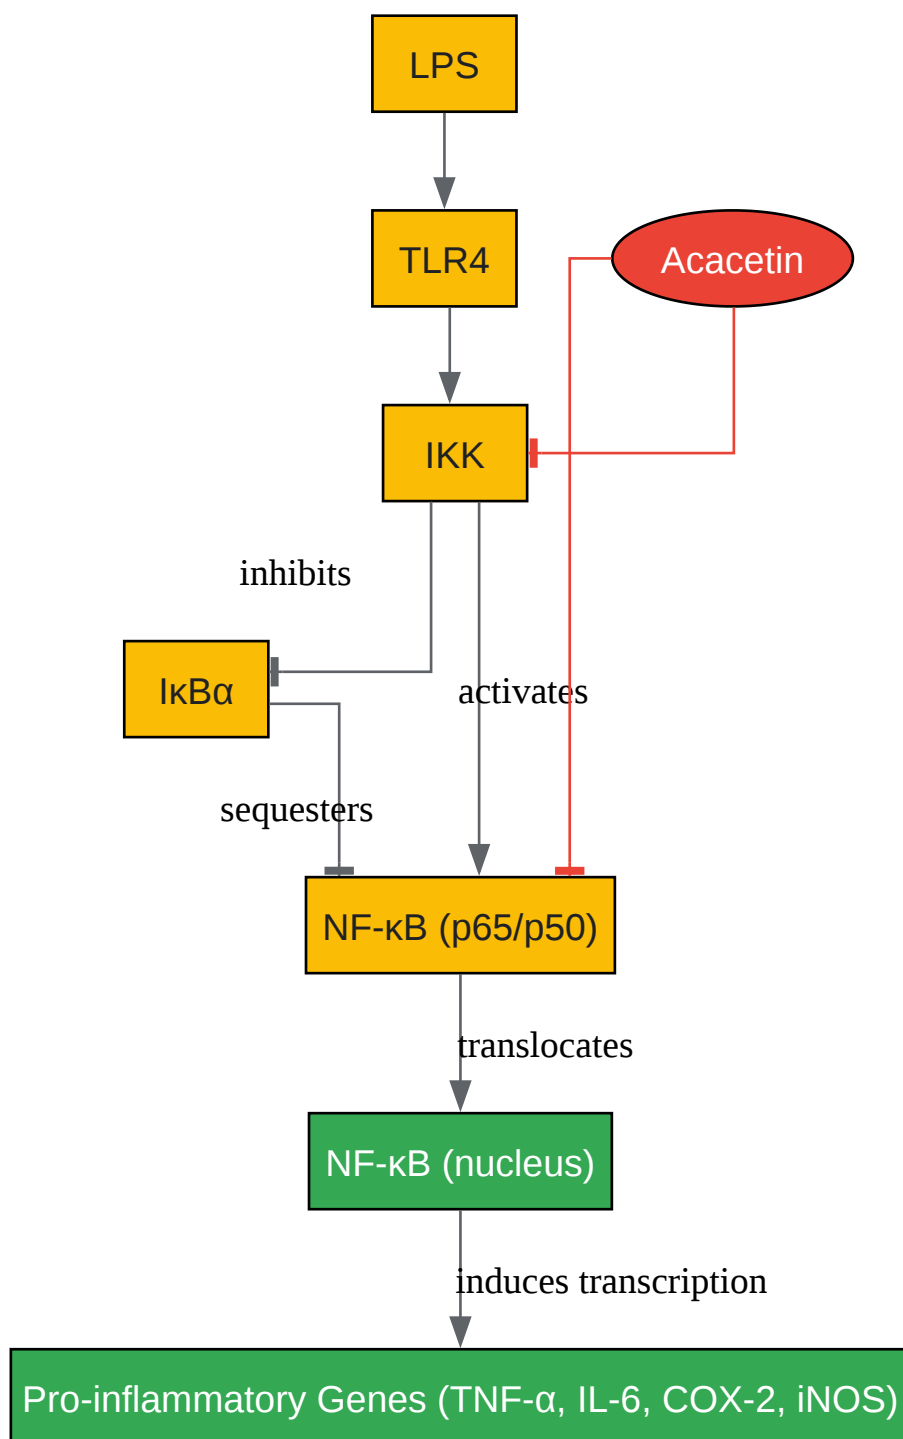 LPS
TLR4
Acacetin
IKK
inhibits
IκBα
activates
sequesters
NF-κB (p65/p50)
translocates
NF-κB (nucleus)
induces transcription
Pro-inflammatory Genes (TNF-α, IL-6, COX-2, iNOS)